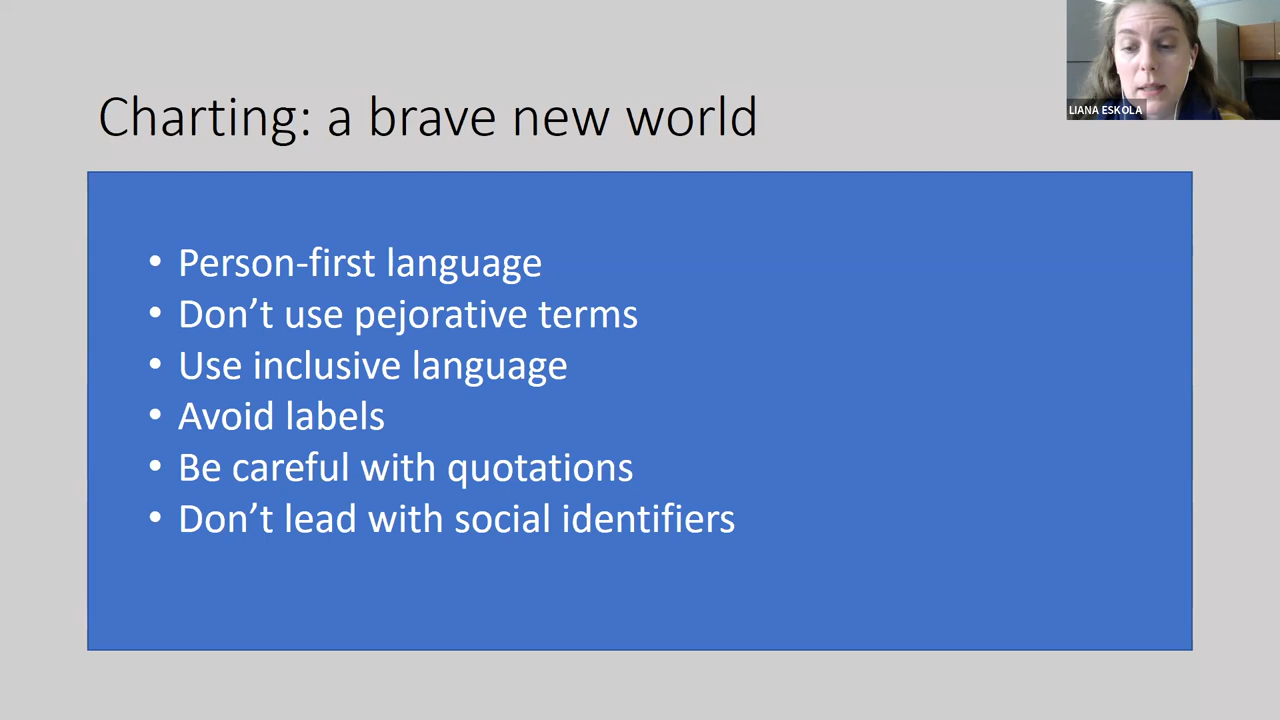 Charting: a brave new world
LIANA ESKOLA
• Person-first language
• Don’t use pejorative terms
• Use inclusive language
• Avoid labels
• Be careful with quotations
• Don’t lead with social identifiers